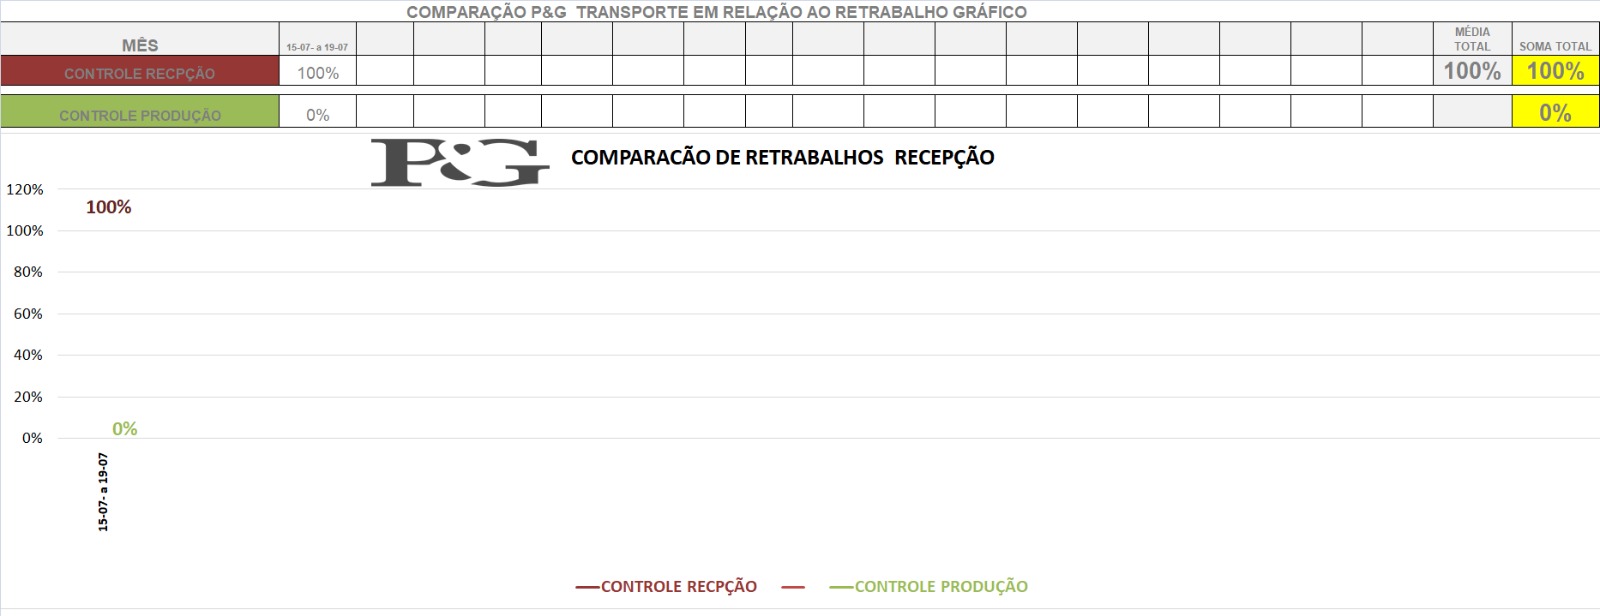 COMPARAÇÃO P&G TRANSPORTE EM RELAÇÃO AO RETRABALHO GRÁFICO
MÊS 15-07- a 19-07 MÉDIA TOTAL SOMA TOTAL
CONTROLE RECPÇÃO 100% 100% 100%
CONTROLE PRODUÇÃO 0% 0%
P&G COMPARACÃO DE RETRABALHOS RECEPÇÃO
120%
100%
100%
80%
60%
40%
20%
0%
0%
15-07- a 19-07
CONTROLE RECPÇÃO CONTROLE PRODUÇÃO